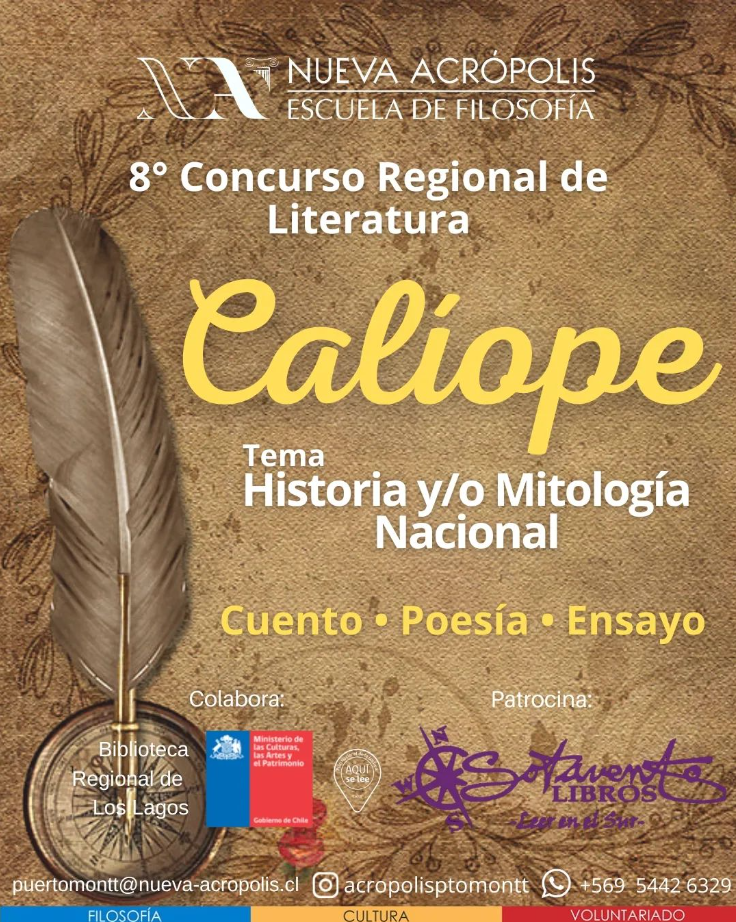 NUEVA ACRÓPOLIS
ESCUELA DE FILOSOFÍA
8° Concurso Regional de
Literatura
Calíope
Tema
Historia y/o Mitología
Nacional
Cuento • Poesía • Ensayo
Colabora:
Patrocina:
Biblioteca
Regional de
Los Lagos
Ministerio de
las Culturas,
las Artes y
el Patrimonio
Gobierno de Chile
AQUÍ
se lee
N
W
S
Sotavento
LIBROS
-Leer en el Sur-
puertomontt@nueva-acropolis.cl
acropolisptomontt
+569 5442 6329
FILOSOFÍA
CULTURA
VOLUNTARIADO